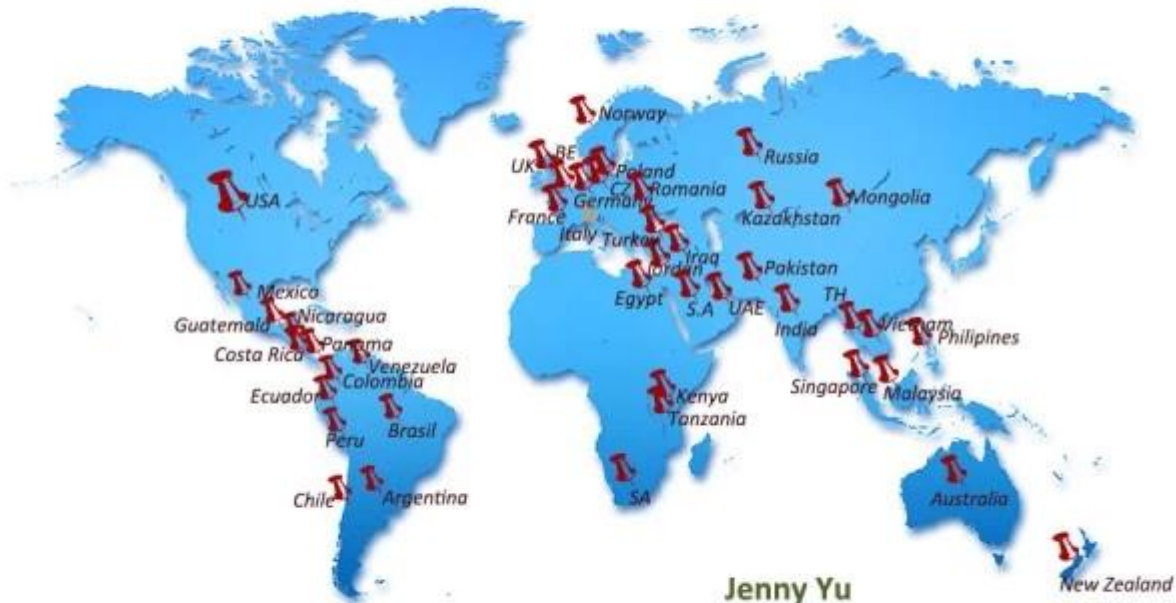 Norway
UK
BE
Poland
Russia
CZ
Romania
USA
Germany
Mongolia
France
Kazakhstan
Italy
Turkey
Iraq
Jordan
Pakistan
Mexico
Egypt
S.A
UAE
TH
India
Guatemala
Nicaragua
Vietnam
Philipines
Costa Rica
Panama
Venezuela
Colombia
Singapore
Malaysia
Ecuador
Kenya
Tanzania
Peru
Brasil
Chile
Argentina
SA
Australia
New Zealand
Jenny Yu